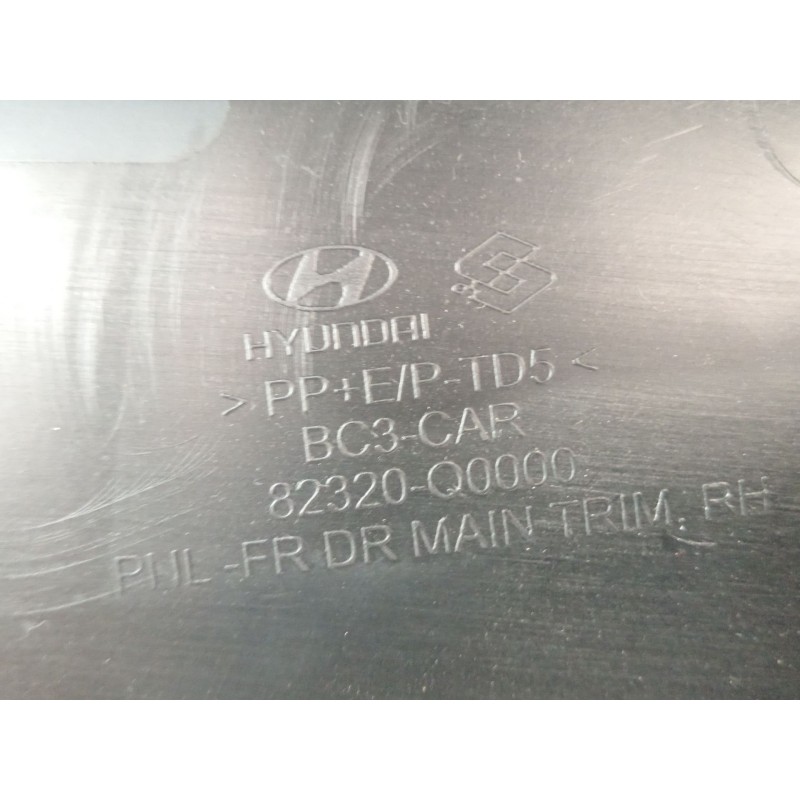 HYUNDAI
> PP+E/P-TD5 <
BC3-CAR
82320-Q0000
PNL-FR DR MAIN TRIM, RH